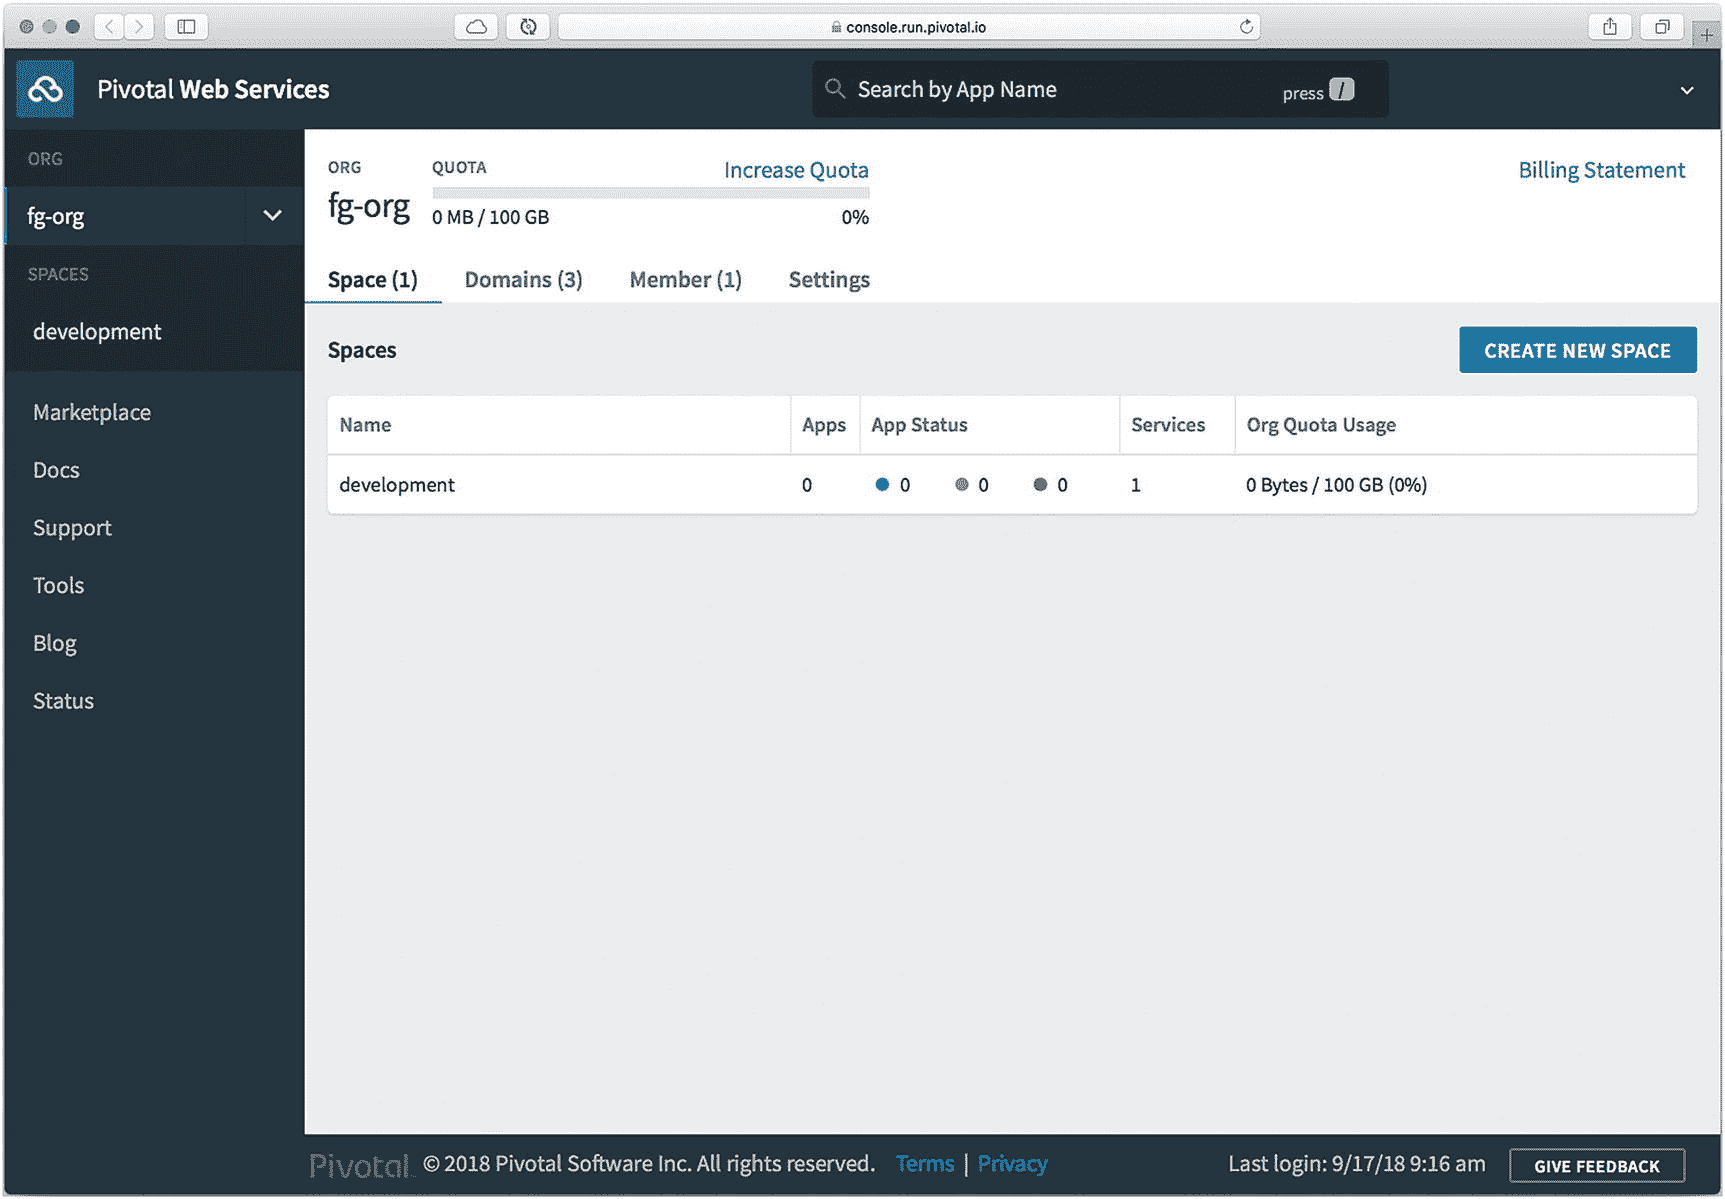 console.run.pivotal.io
Pivotal Web Services
Search by App Name
press /
ORG
fg-org
SPACES
development
Marketplace
Docs
Support
Tools
Blog
Status
ORG
fg-org
QUOTA
Increase Quota
0 MB / 100 GB
0%
Billing Statement
Space (1) Domains (3) Member (1) Settings
Spaces
CREATE NEW SPACE
Name Apps App Status Services Org Quota Usage
development 0 0 0 0 1 0 Bytes / 100 GB (0%)
Pivotal © 2018 Pivotal Software Inc. All rights reserved. Terms | Privacy
Last login: 9/17/18 9:16 am
GIVE FEEDBACK